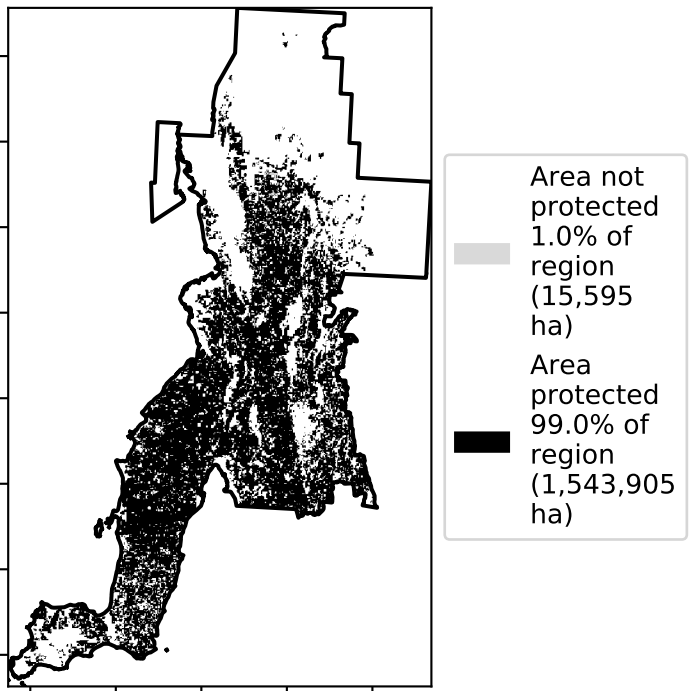 Area not
protected
1.0% of
region
(15,595
ha)
Area
protected
99.0% of
region
(1,543,905
ha)